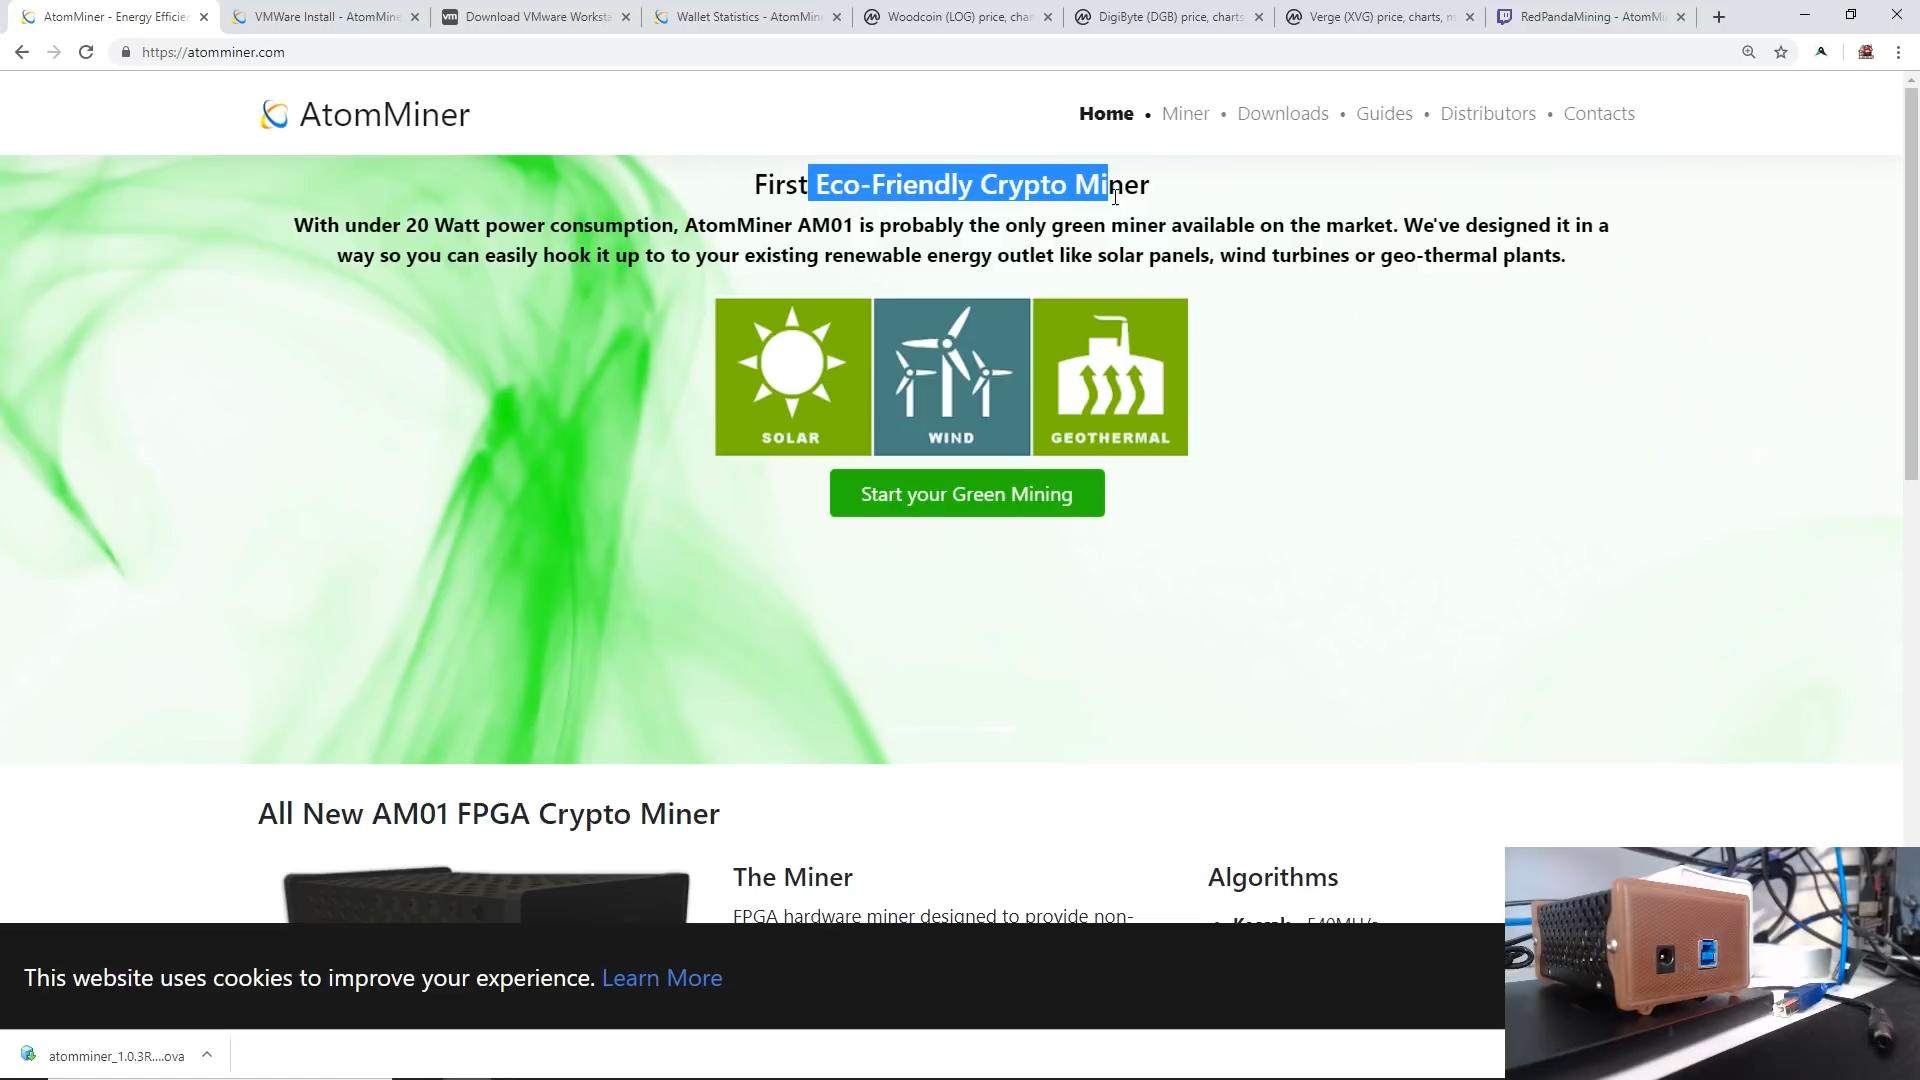 AtomMiner - Energy Efficie
VMWare Install - AtomMine
Download VMware Worksta
Wallet Statistics - AtomMin
Woodcoin (LOG) price, char
DigiByte (DGB) price, charts
Verge (XVG) price, charts, m
RedPandaMining - AtomMi
https://atomminer.com
AtomMiner
Home • Miner • Downloads • Guides • Distributors • Contacts
First Eco-Friendly Crypto Miner
With under 20 Watt power consumption, AtomMiner AM01 is probably the only green miner available on the market. We've designed it in a
way so you can easily hook it up to to your existing renewable energy outlet like solar panels, wind turbines or geo-thermal plants.
SOLAR
WIND
GEOTHERMAL
Start your Green Mining
All New AM01 FPGA Crypto Miner
The Miner
Algorithms
FPGA hardware miner designed to provide non-
This website uses cookies to improve your experience. Learn More
atomminer_1.0.3R....ova